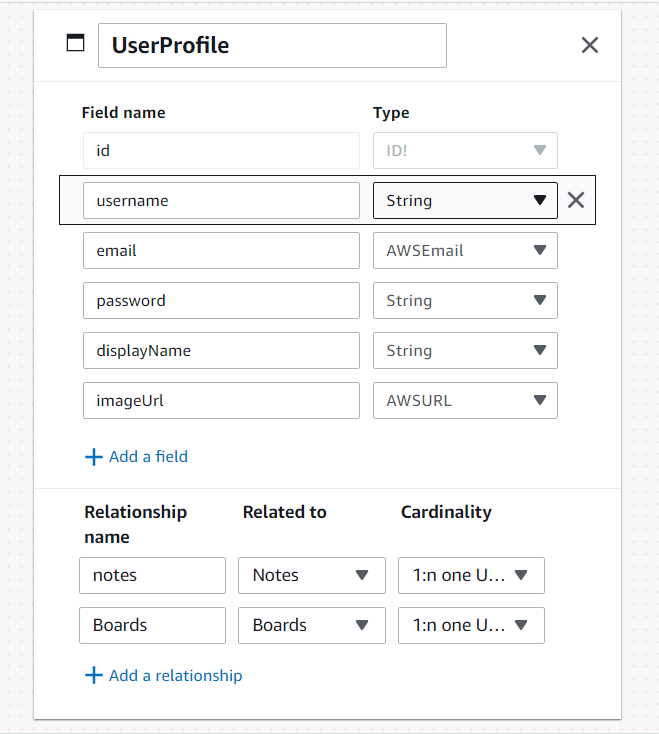 UserProfile
Field name Type
id ID!
username String
email AWSEmail
password String
displayName String
imageUrl AWSURL
Add a field
Relationship name Related to Cardinality
notes Notes 1:n one U...
Boards Boards 1:n one U...
Add a relationship